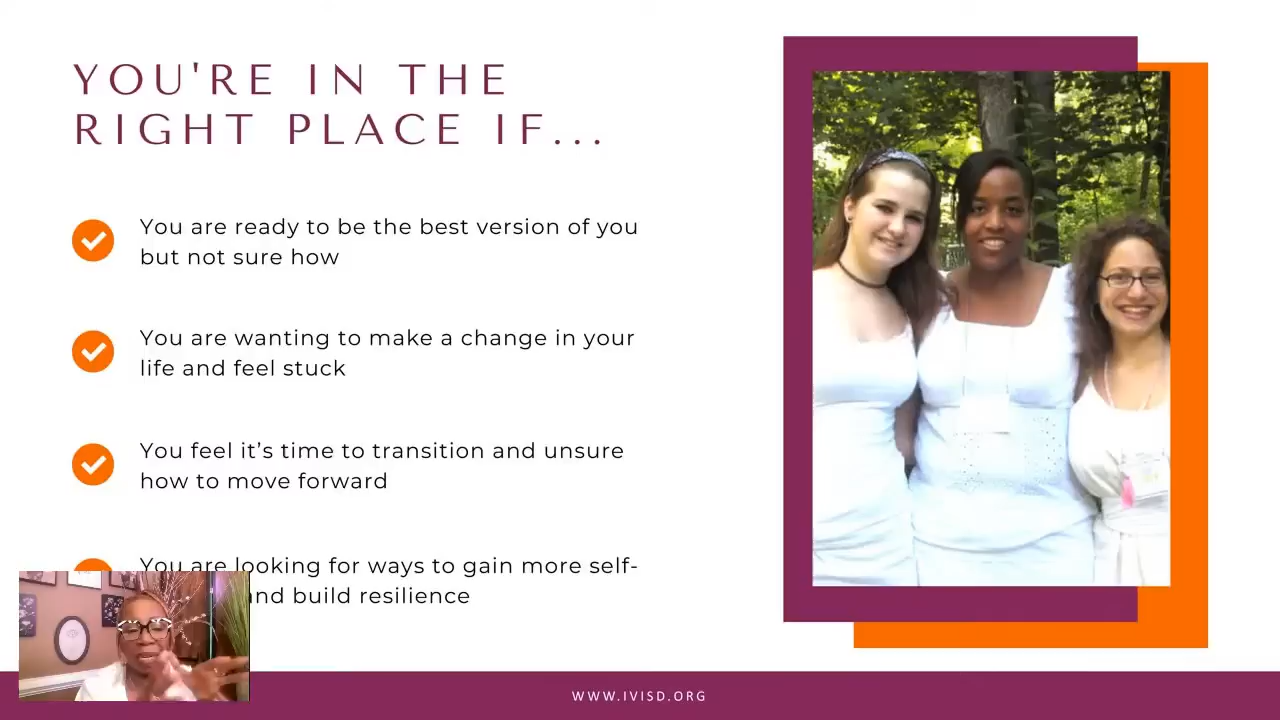 YOU'RE IN THE
RIGHT PLACE IF...
You are ready to be the best version of you
but not sure how
You are wanting to make a change in your
life and feel stuck
You feel it’s time to transition and unsure
how to move forward
You are looking for ways to gain more self-
and build resilience
WWW.IVISD.ORG